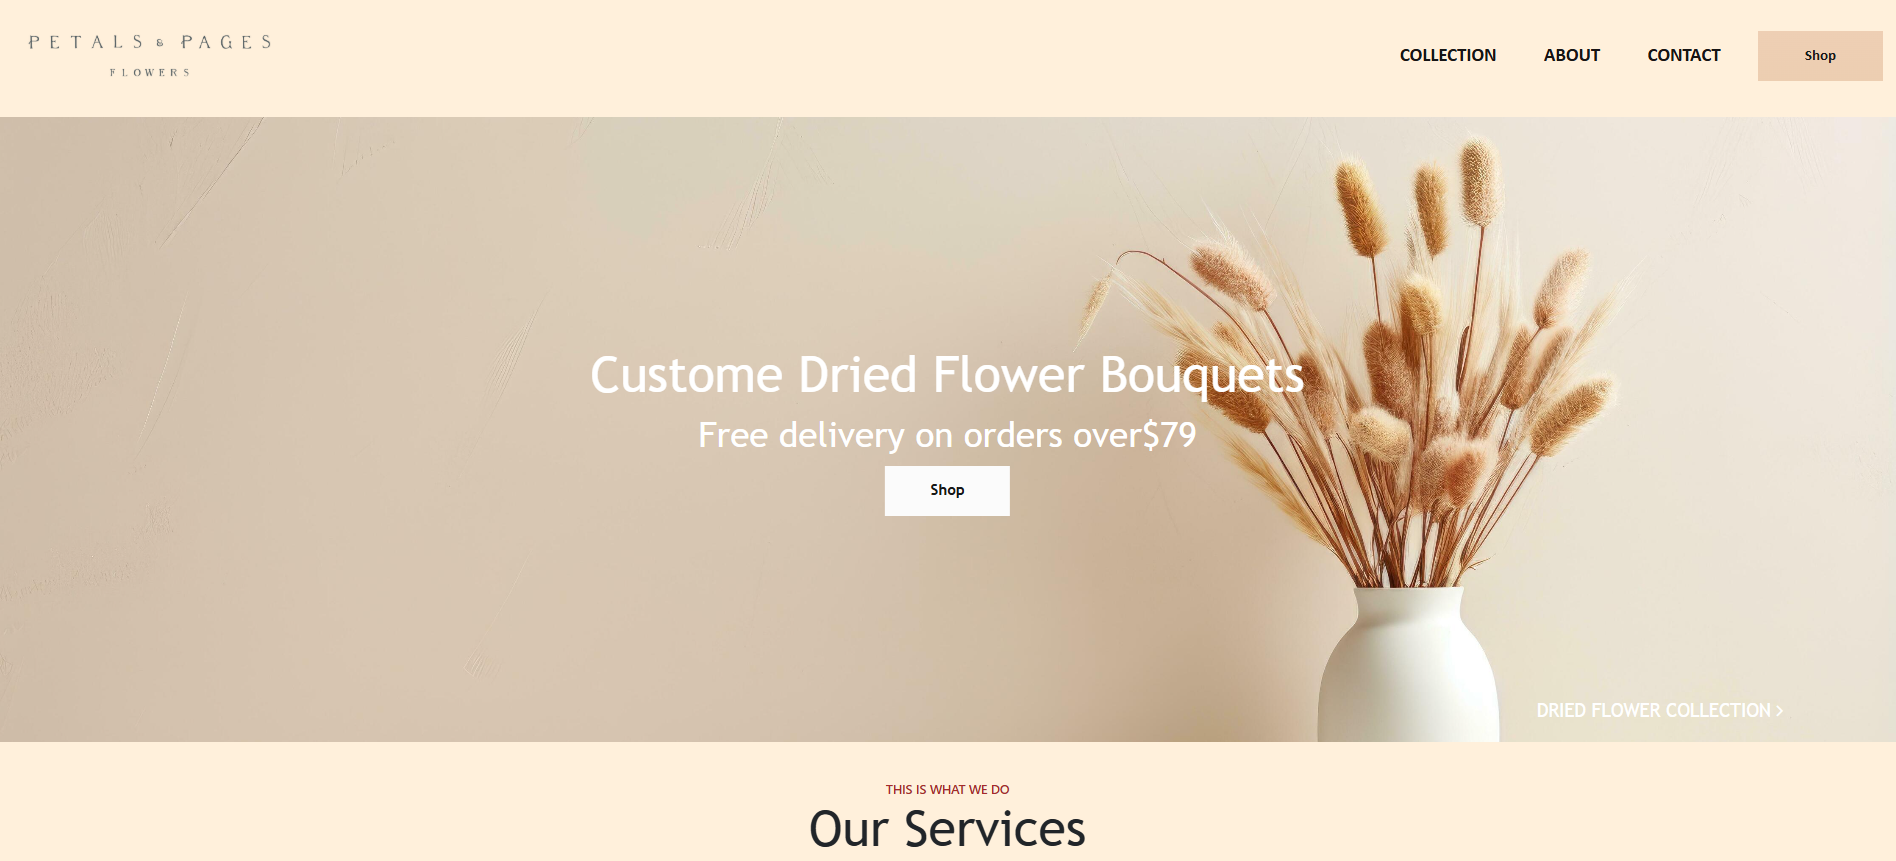 PETALS & PAGES
FLOWERS
COLLECTION
ABOUT
CONTACT
Shop
Custome Dried Flower Bouquets
Free delivery on orders over$79
Shop
DRIED FLOWER COLLECTION >
THIS IS WHAT WE DO
Our Services